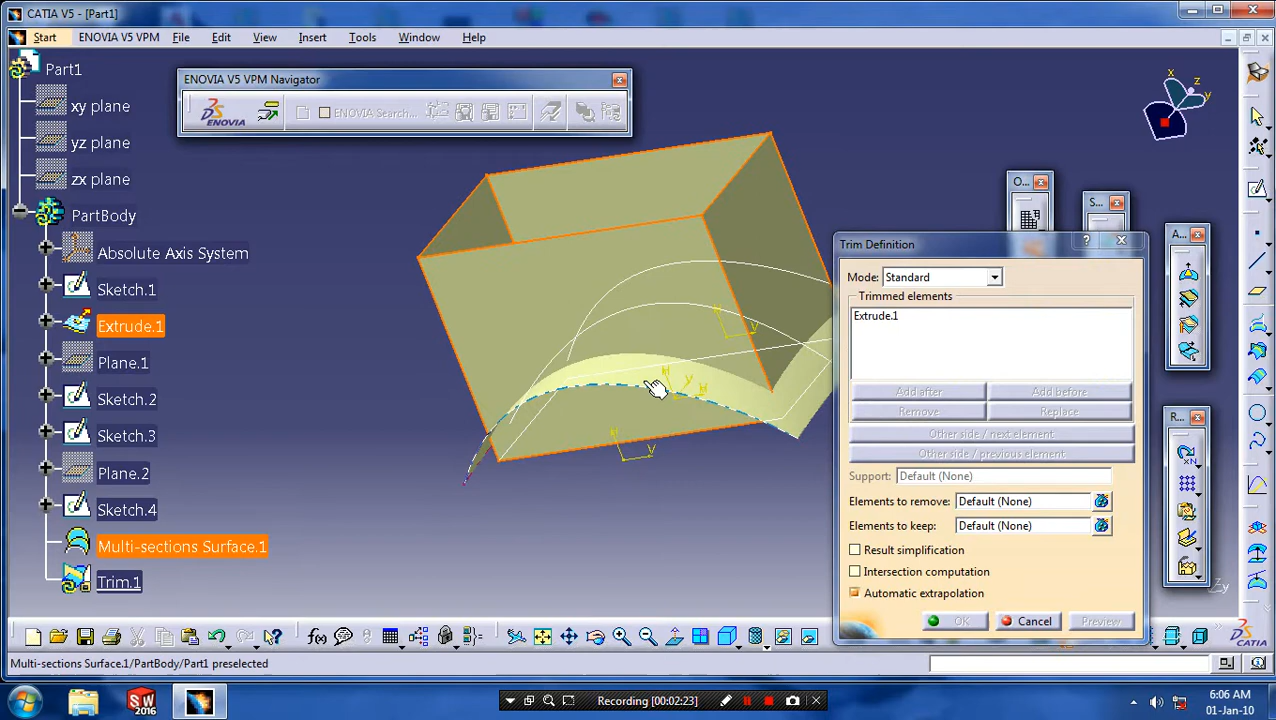 CATIA V5 - [Part1]
Start ENOVIA V5 VPM File Edit View Insert Tools Window Help
Part1
xy plane
yz plane
zx plane
PartBody
Absolute Axis System
Sketch.1
Extrude.1
Plane.1
Sketch.2
Sketch.3
Plane.2
Sketch.4
Multi-sections Surface.1
Trim.1
ENOVIA V5 VPM Navigator
ENOVIA
ENOVIA Search...
x
z
y
O...
S...
A...
R...
Trim Definition
Mode: Standard
Trimmed elements
Extrude.1
Add after Add before
Remove Replace
Other side / next element
Other side / previous element
Support: Default (None)
Elements to remove: Default (None)
Elements to keep: Default (None)
Result simplification
Intersection computation
Automatic extrapolation
OK Cancel Preview
H V
V
H
H V
f(x)
CATIA
Multi-sections Surface.1/PartBody/Part1 preselected
SW
2016
Recording [00:02:23]
6:06 AM
01-Jan-10